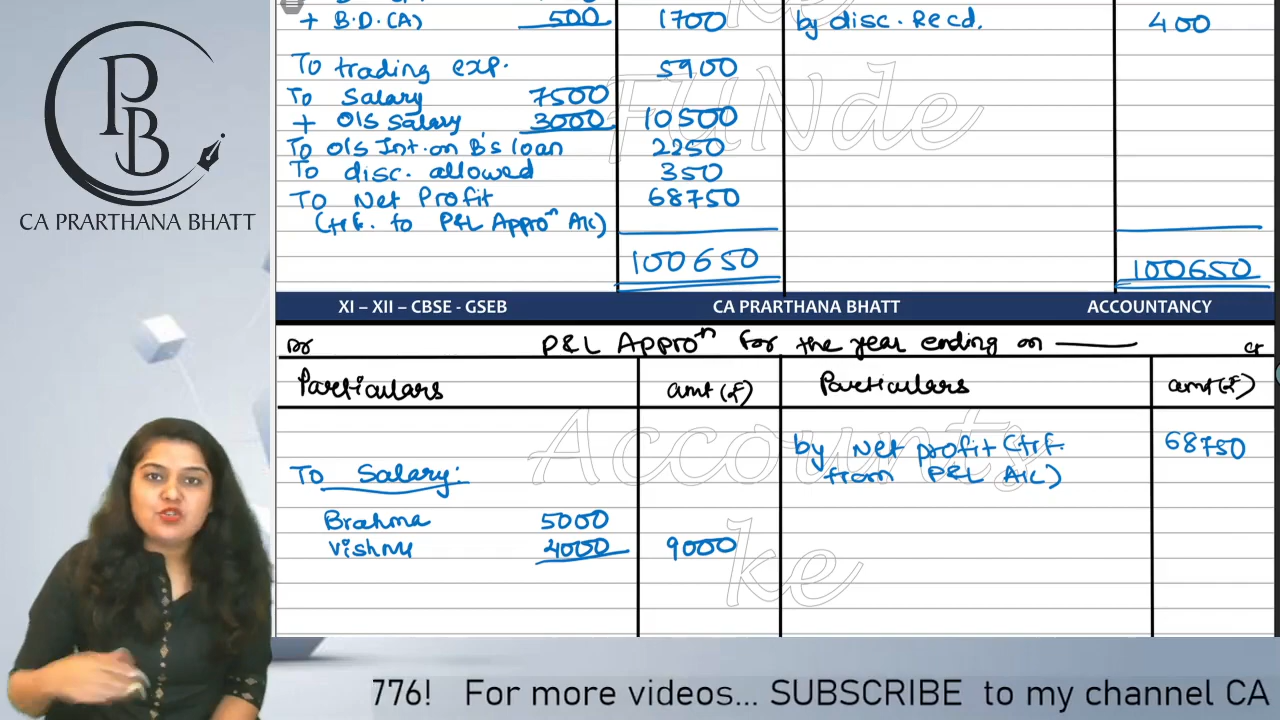 + B.D. (A) 500 1700 by disc. Recd. 400
To trading exp. 5900
To Salary 7500
+ O/S Salary 3000 10500
To O/S Int. on B's loan 2250
To disc. allowed 350
To Net Profit 68750
(trf. to P&L Appro^n A/c)
100650 100650
PB
CA PRARTHANA BHATT
XI – XII – CBSE - GSEB CA PRARTHANA BHATT ACCOUNTANCY
Dr P&L Appro^n for the year ending on ——— Cr
Particulars amt (₹) Particulars amt (₹)
by Net profit (trf. 68750
from P&L A/c)
To Salary:
Brahma 5000
Vishnu 4000 9000
FUNde
Accounts
ke
776! For more videos... SUBSCRIBE to my channel CA